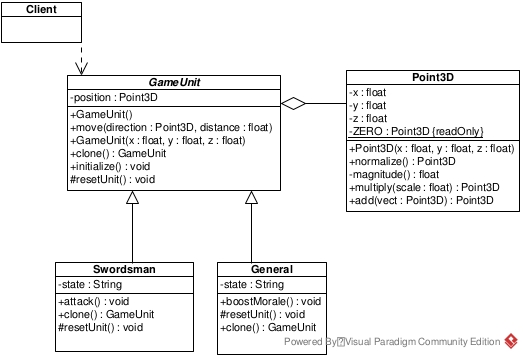 Client
GameUnit
-position : Point3D
+GameUnit()
+move(direction : Point3D, distance : float)
+GameUnit(x : float, y : float, z : float)
+clone() : GameUnit
+initialize() : void
#resetUnit() : void
Point3D
-x : float
-y : float
-z : float
-ZERO : Point3D {readOnly}
+Point3D(x : float, y : float, z : float)
+normalize() : Point3D
-magnitude() : float
+multiply(scale : float) : Point3D
+add(vect : Point3D) : Point3D
Swordsman
-state : String
+attack() : void
+clone() : GameUnit
#resetUnit() : void
General
-state : String
+boostMorale() : void
#resetUnit() : void
+clone() : GameUnit
Powered By Visual Paradigm Community Edition